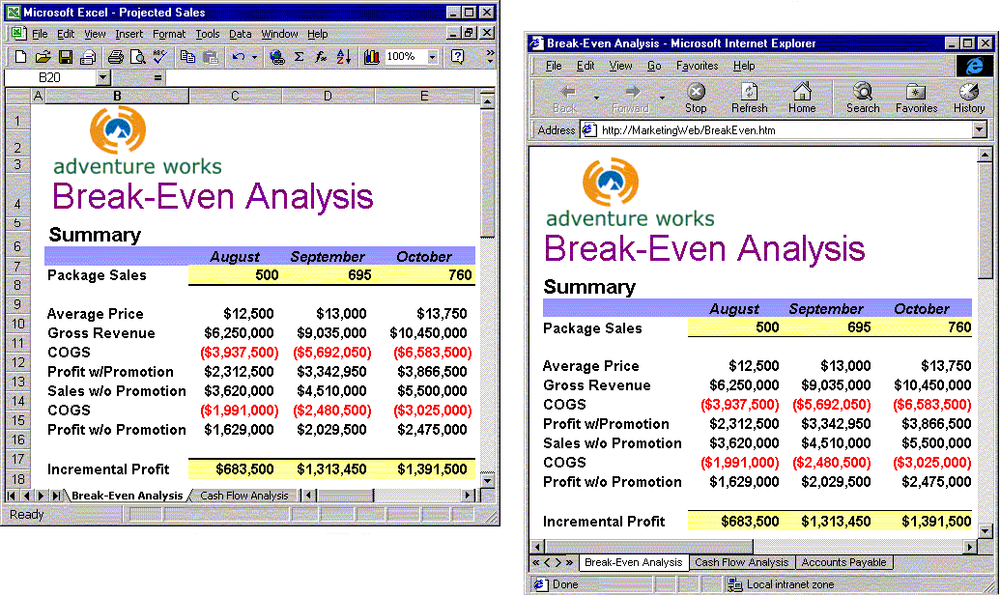 Microsoft Excel - Projected Sales
File Edit View Insert Format Tools Data Window Help
100%
B20 =
A B C D E
1
2
3 adventure works
4 Break-Even Analysis
5
6 Summary
7 August September October
8 Package Sales 500 695 760
9
10 Average Price $12,500 $13,000 $13,750
11 Gross Revenue $6,250,000 $9,035,000 $10,450,000
12 COGS ($3,937,500) ($5,692,050) ($6,583,500)
13 Profit w/Promotion $2,312,500 $3,342,950 $3,866,500
14 Sales w/o Promotion $3,620,000 $4,510,000 $5,500,000
15 COGS ($1,991,000) ($2,480,500) ($3,025,000)
16 Profit w/o Promotion $1,629,000 $2,029,500 $2,475,000
17
18 Incremental Profit $683,500 $1,313,450 $1,391,500
Break-Even Analysis Cash Flow Analysis
Ready
Break-Even Analysis - Microsoft Internet Explorer
File Edit View Go Favorites Help
Back Forward Stop Refresh Home Search Favorites History
Address http://MarketingWeb/BreakEven.htm
adventure works
Break-Even Analysis
Summary
August September October
Package Sales 500 695 760
Average Price $12,500 $13,000 $13,750
Gross Revenue $6,250,000 $9,035,000 $10,450,000
COGS ($3,937,500) ($5,692,050) ($6,583,500)
Profit w/Promotion $2,312,500 $3,342,950 $3,866,500
Sales w/o Promotion $3,620,000 $4,510,000 $5,500,000
COGS ($1,991,000) ($2,480,500) ($3,025,000)
Profit w/o Promotion $1,629,000 $2,029,500 $2,475,000
Incremental Profit $683,500 $1,313,450 $1,391,500
Break-Even Analysis Cash Flow Analysis Accounts Payable
Done Local intranet zone